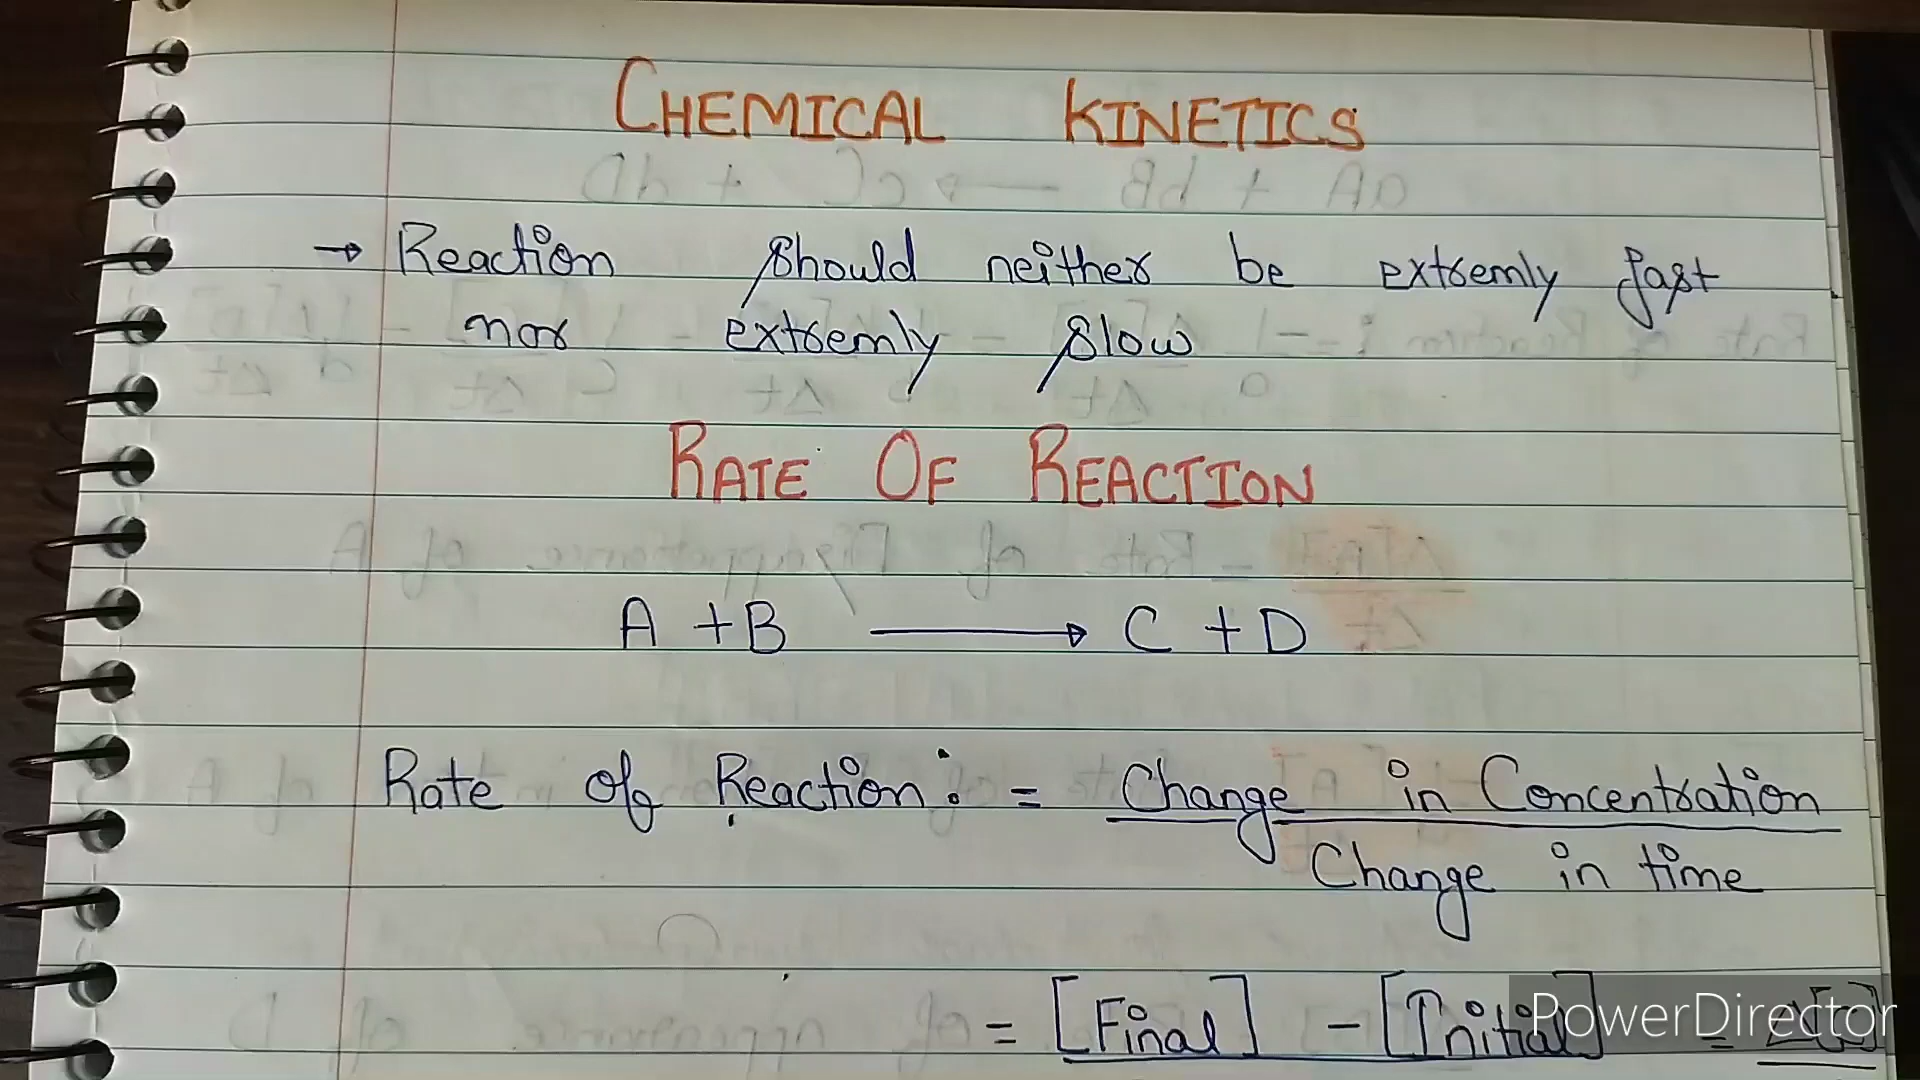 CHEMICAL KINETICS
→ Reaction should neither be extremly fast
nor extremly slow
RATE OF REACTION
A + B ⟶ C + D
Rate of Reaction : = Change in Concentration
Change in time
= [Final] - [Initial] = Δ[C]
PowerDirector